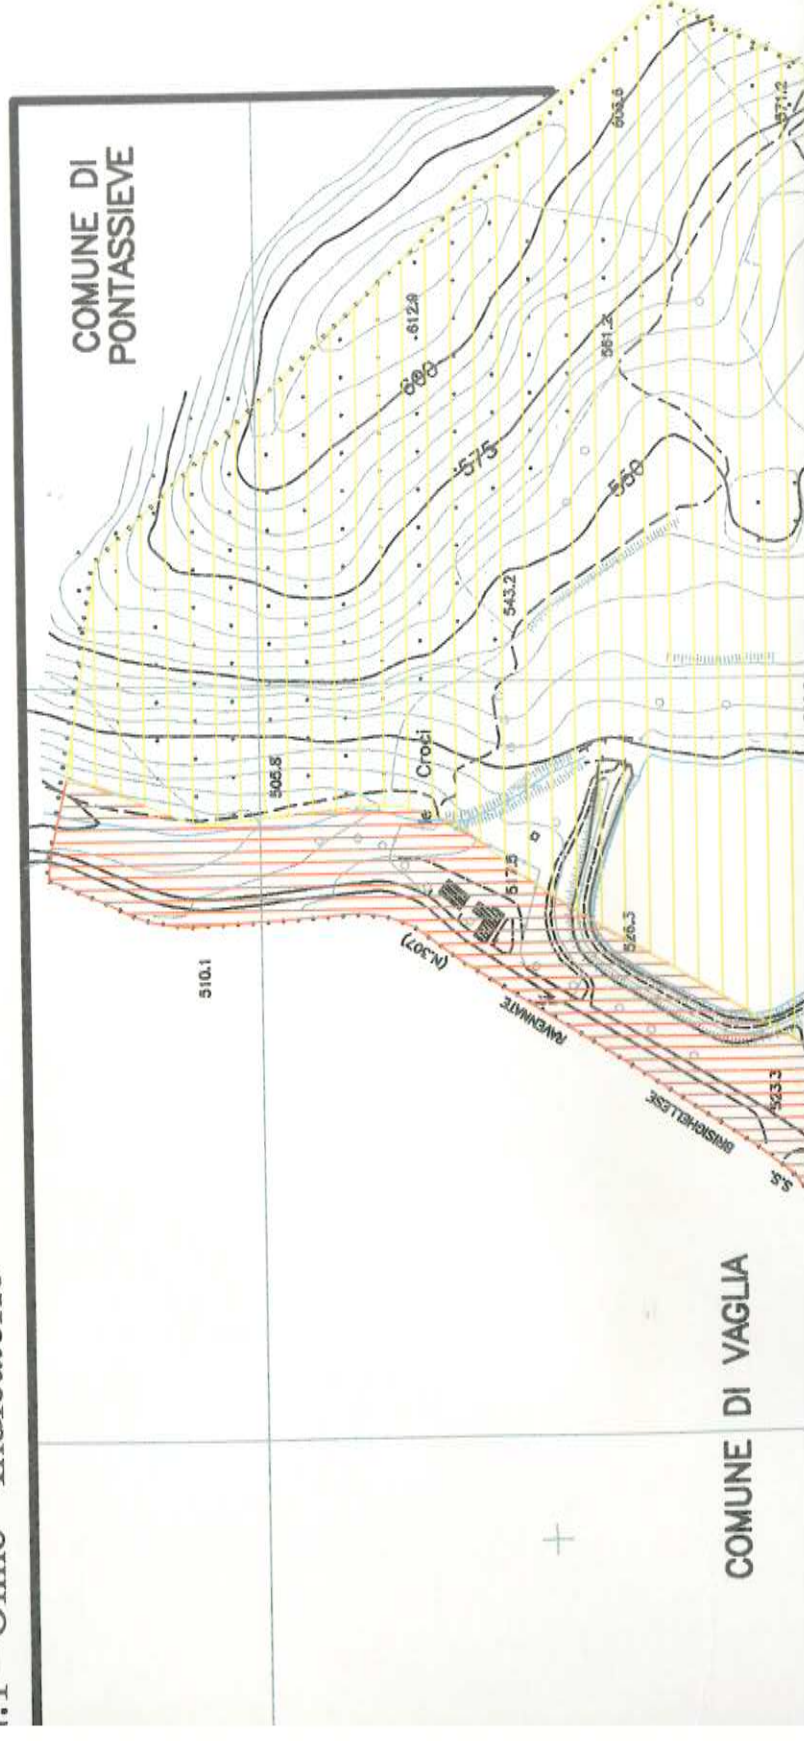 COMUNE DI
PONTASSIEVE
612.9
600
575
561.2
550
543.2
505.8
Croci
517.5
526.3
510.1
(N.307)
RAVENNATE
BRISIGHELLESE
S.S.
523.3
COMUNE DI VAGLIA